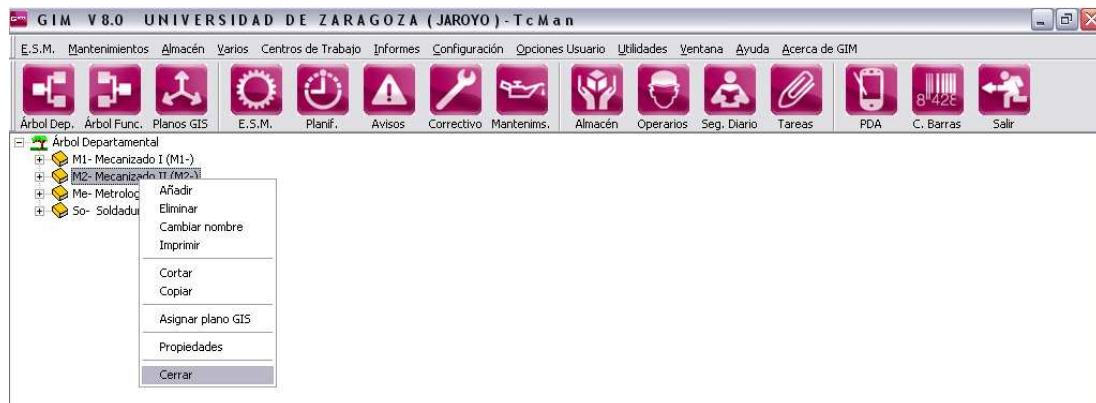 GIM V8.0 UNIVERSIDAD DE ZARAGOZA (JAROYO)-TcMan
E.S.M. Mantenimientos Almacén Varios Centros de Trabajo Informes Configuración Opciones Usuario Utilidades Ventana Ayuda Acerca de GIM
Árbol Dep. Árbol Func. Planos GIS E.S.M. Planif. Avisos Correctivo Mantenims. Almacén Operarios Seg. Diario Tareas PDA C. Barras Salir
Árbol Departamental
M1- Mecanizado I (M1-)
M2- Mecanizado II (M2-)
Me- Metrolog
So- Soldadu
Añadir
Eliminar
Cambiar nombre
Imprimir
Cortar
Copiar
Asignar plano GIS
Propiedades
Cerrar